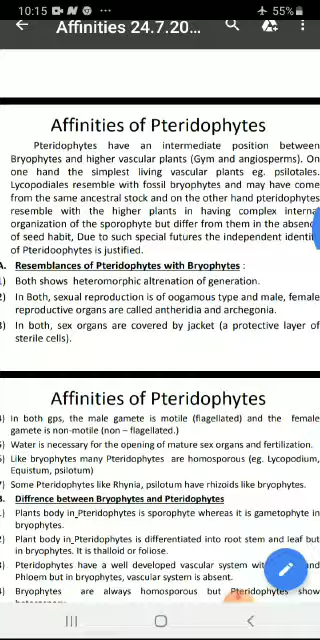 10:15
55%
Affinities 24.7.20...
Affinities of Pteridophytes
Pteridophytes have an intermediate position between
Bryophytes and higher vascular plants (Gym and angiosperms). On
one hand the simplest living vascular plants eg. psilotales.
Lycopodiales resemble with fossil bryophytes and may have come
from the same ancestral stock and on the other hand pteridophytes
resemble with the higher plants in having complex interna
organization of the sporophyte but differ from them in the absen
of seed habit, Due to such special futures the independent identit
of Pteridoophytes is justified.
A. Resemblances of Pteridophytes with Bryophytes :
1) Both shows heteromorphic altrenation of generation.
2) In Both, sexual reproduction is of oogamous type and male, female
reproductive organs are called antheridia and archegonia.
3) In both, sex organs are covered by jacket (a protective layer of
sterile cells).
Affinities of Pteridophytes
4) In both gps, the male gamete is motile (flagellated) and the female
gamete is non-motile (non – flagellated.)
5) Water is necessary for the opening of mature sex organs and fertilization.
6) Like bryophytes many Pteridophytes are homosporous (eg. Lycopodium,
Equistum, psilotum)
7) Some Pteridophytes like Rhynia, psilotum have rhizoids like bryophytes.
B. Diffrence between Bryophytes and Pteridophytes
1) Plants body in Pteridophytes is sporophyte whereas it is gametophyte in
bryophytes.
2) Plant body in Pteridophytes is differentiated into root stem and leaf but
in bryophytes. It is thalloid or foliose.
3) Pteridophytes have a well developed vascular system wit and
Phloem but in bryophytes, vascular system is absent.
4) Bryophytes are always homosporous but Pteridophytes show